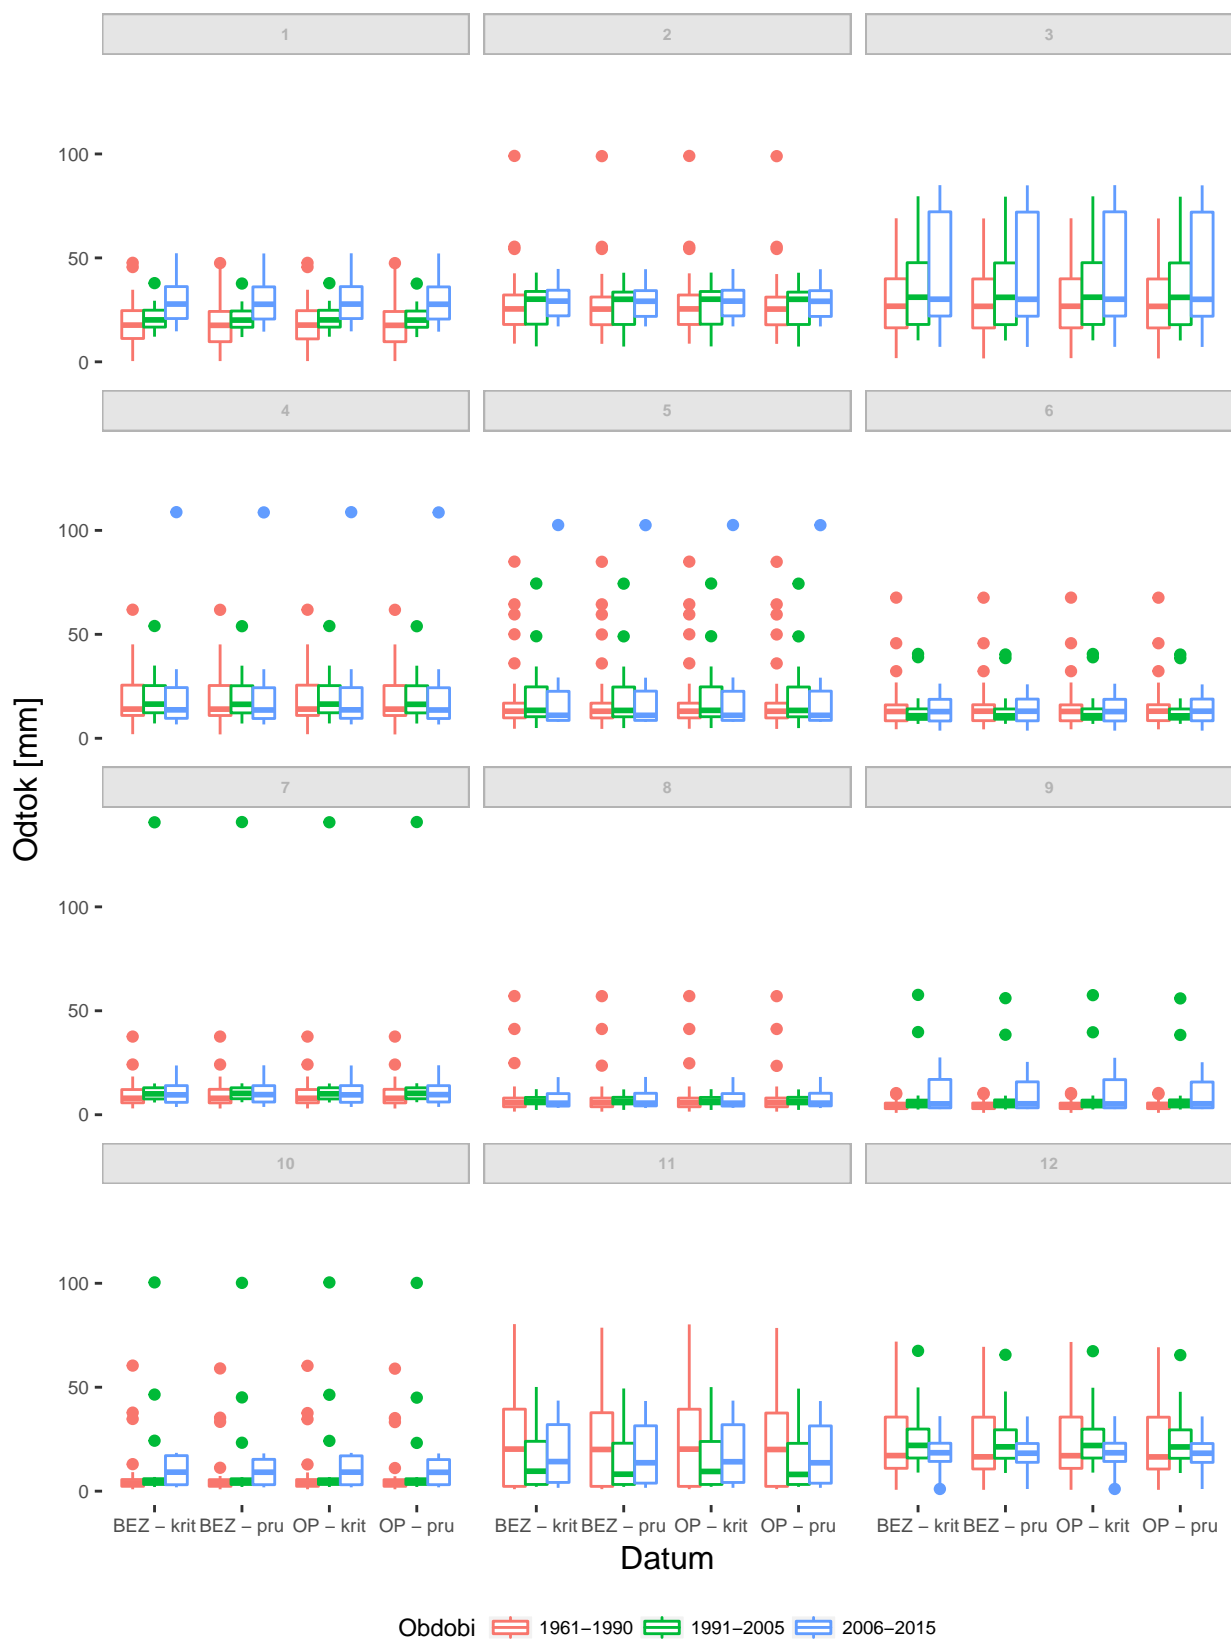 1 2 3
100
50
0
4 5 6
100
50
0
7 8 9
100
50
0
10 11 12
100
50
0
Odtok [mm]
BEZ − krit BEZ − pru OP − krit OP − pru BEZ − krit BEZ − pru OP − krit OP − pru BEZ − krit BEZ − pru OP − krit OP − pru
Datum
Obdobi 1961−1990 1991−2005 2006−2015